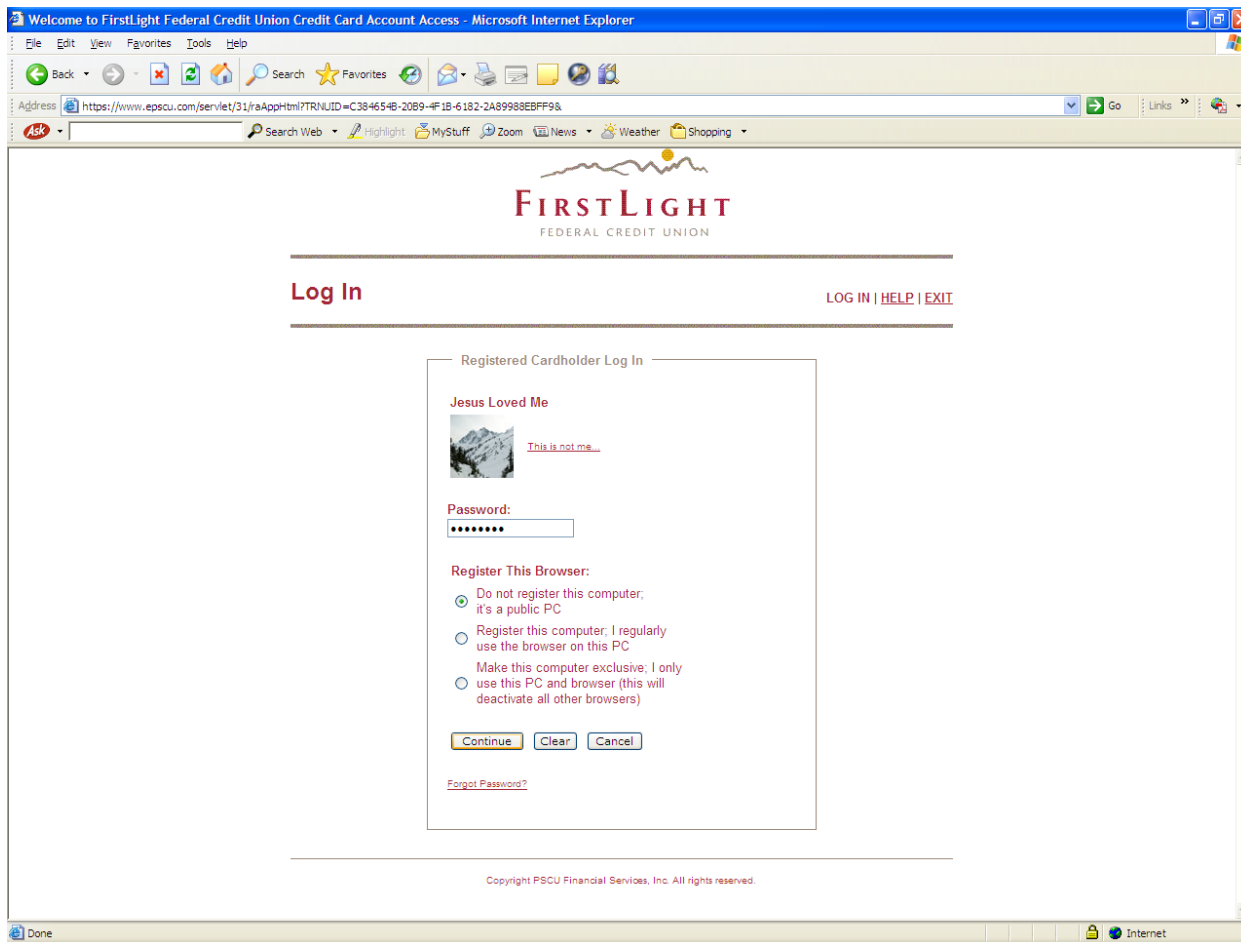 Welcome to FirstLight Federal Credit Union Credit Card Account Access - Microsoft Internet Explorer
File Edit View Favorites Tools Help
Back Search Favorites
Address https://www.epscu.com/servlet/31/raAppHtml?TRNUID=C384654B-20B9-4F1B-6182-2A89988EBFF9& Go Links »
Ask Search Web Highlight MyStuff Zoom News Weather Shopping
FIRSTLIGHT
FEDERAL CREDIT UNION
Log In
LOG IN | HELP | EXIT
Registered Cardholder Log In
Jesus Loved Me
This is not me...
Password:
••••••••
Register This Browser:
Do not register this computer;
it's a public PC
Register this computer; I regularly
use the browser on this PC
Make this computer exclusive; I only
use this PC and browser (this will
deactivate all other browsers)
Continue Clear Cancel
Forgot Password?
Copyright PSCU Financial Services, Inc. All rights reserved.
Done Internet